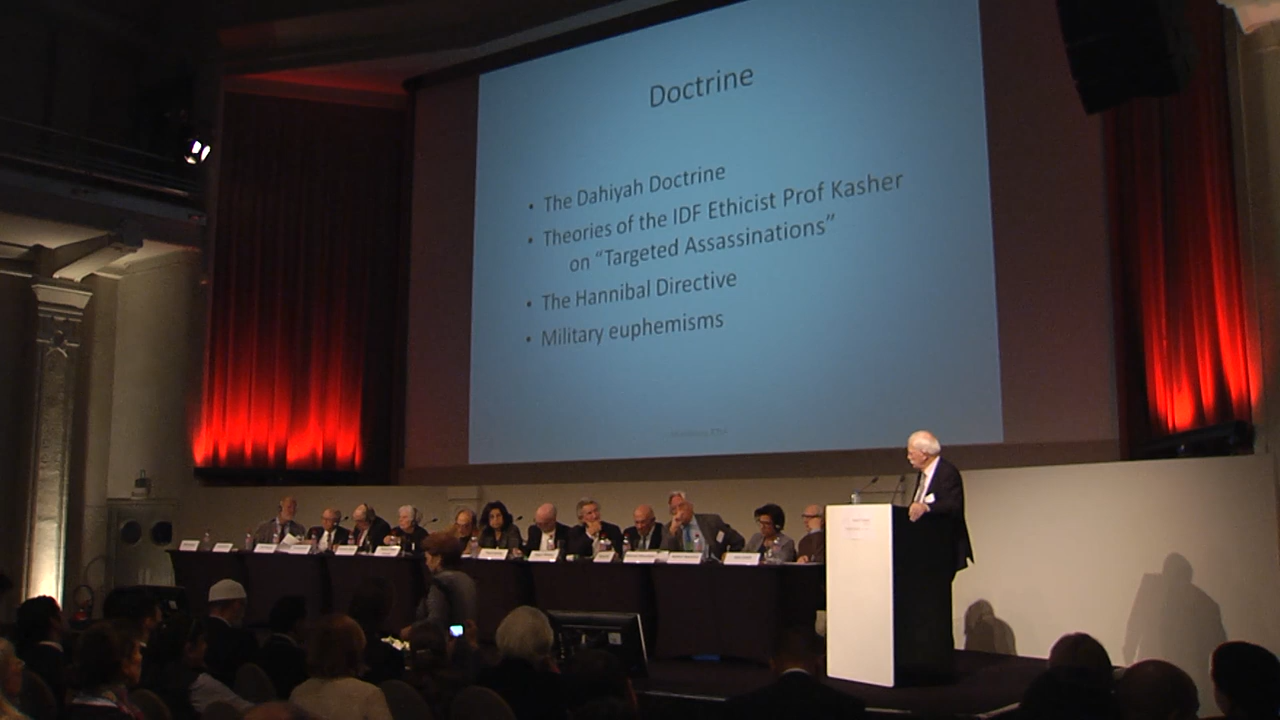 Doctrine
• The Dahiyah Doctrine
• Theories of the IDF Ethicist Prof Kasher
on “Targeted Assassinations”
• The Hannibal Directive
• Military euphemisms